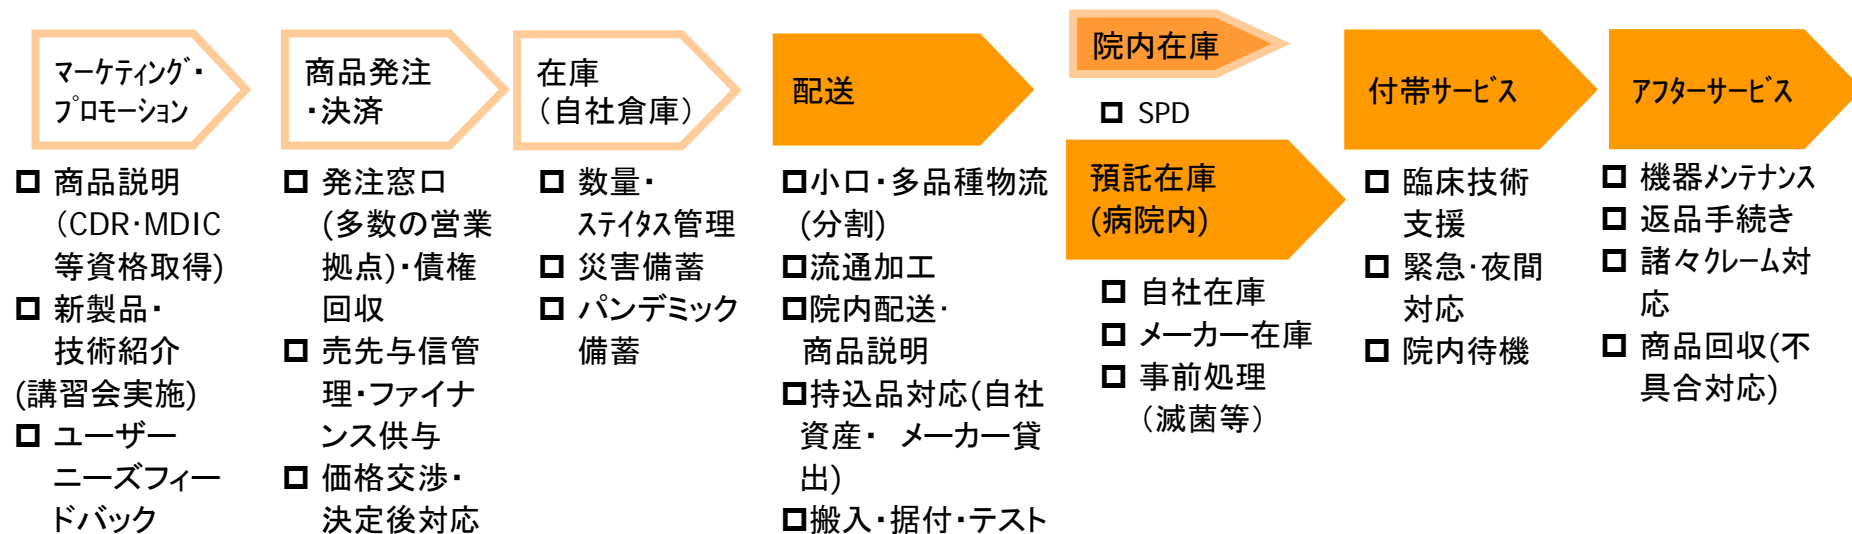 マーケティング・
プロモーション
□ 商品説明
（CDR・MDIC
等資格取得)
□ 新製品・
技術紹介
(講習会実施)
□ ユーザー
ニーズフィー
ドバック
商品発注
・決済
□ 発注窓口
(多数の営業
拠点)・債権
回収
□ 売先与信管
理・ファイナ
ンス供与
□ 価格交渉・
決定後対応
在庫
（自社倉庫）
□ 数量・
ステイタス管理
□ 災害備蓄
□ パンデミック
備蓄
配送
□小口・多品種物流
(分割)
□流通加工
□院内配送・
商品説明
□持込品対応(自社
資産・ メーカー貸
出)
□搬入・据付・テスト
院内在庫
□ SPD
預託在庫
(病院内)
□ 自社在庫
□ メーカー在庫
□ 事前処理
（滅菌等）
付帯サービス
□ 臨床技術
支援
□ 緊急・夜間
対応
□ 院内待機
アフターサービス
□ 機器メンテナンス
□ 返品手続き
□ 諸々クレーム対
応
□ 商品回収(不
具合対応)